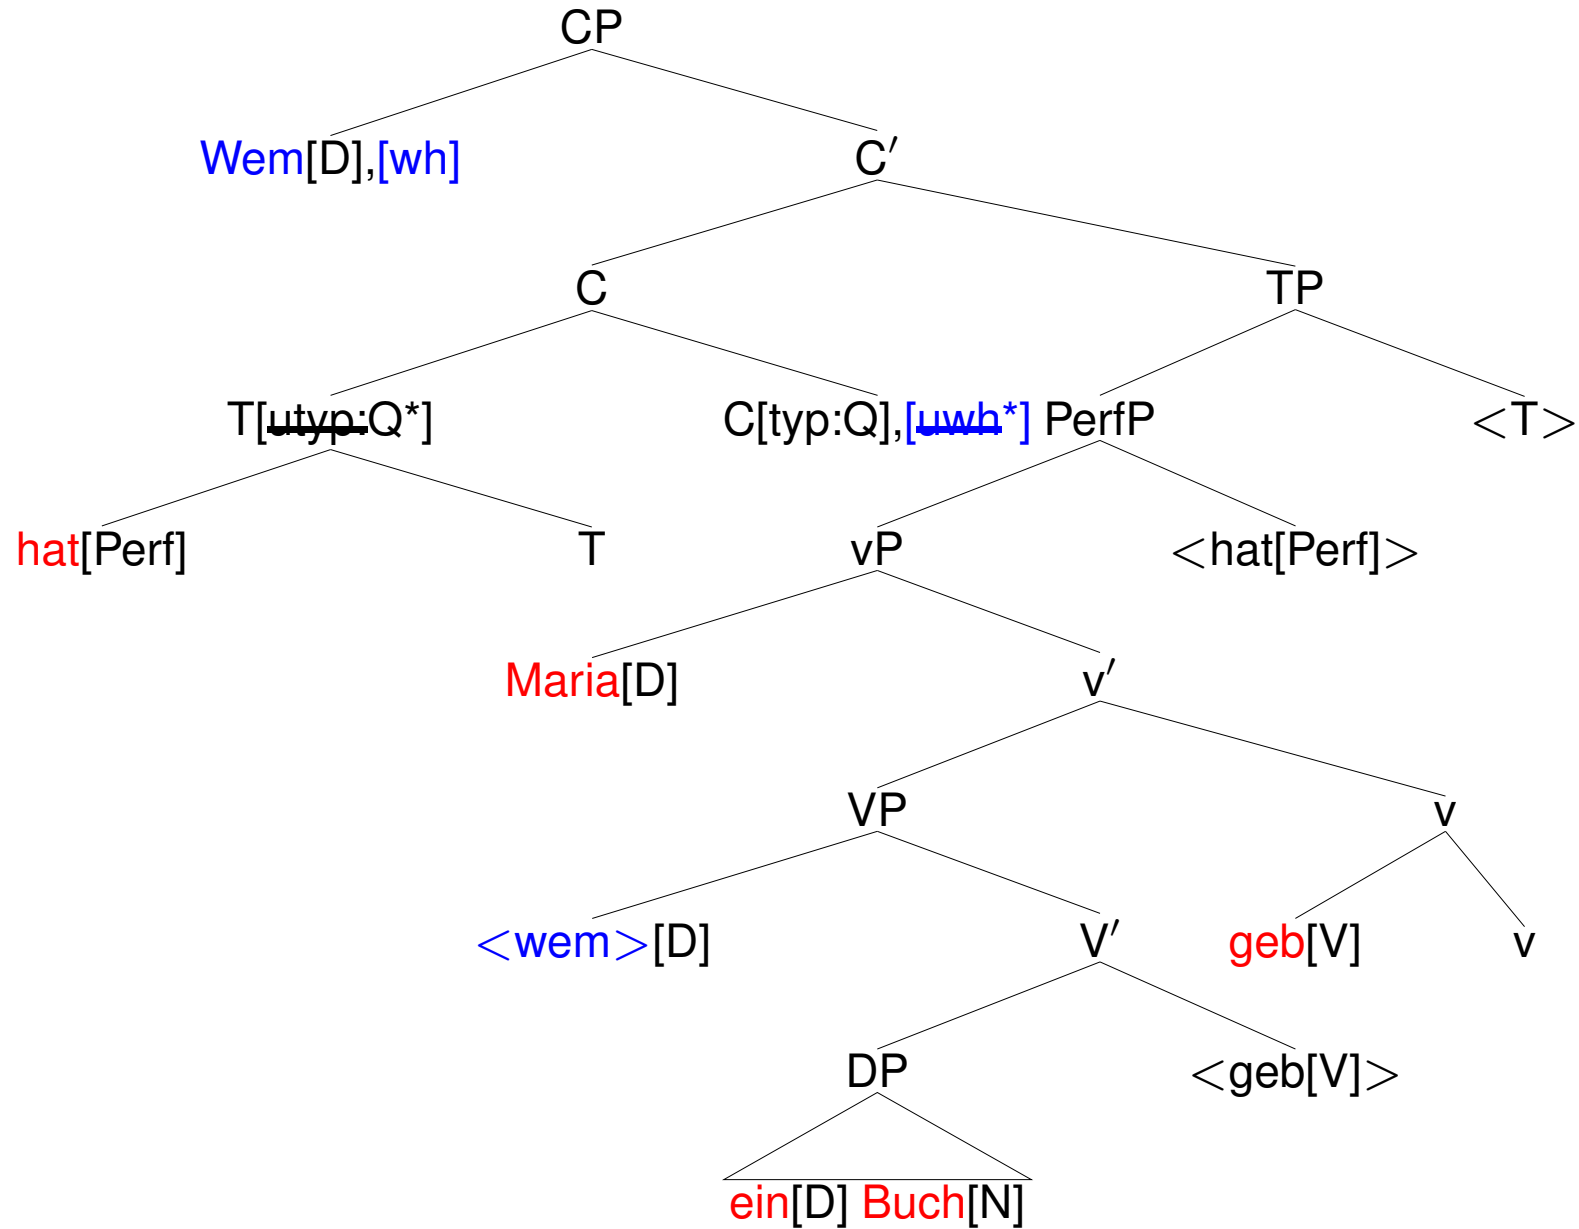 CP
Wem[D],[wh] C′
C TP
T[utyp:Q*] C[typ:Q],[uwh*] PerfP <T>
hat[Perf] T vP <hat[Perf]>
Maria[D] v′
VP v
<wem>[D] V′ geb[V] v
DP <geb[V]>
ein[D] Buch[N]